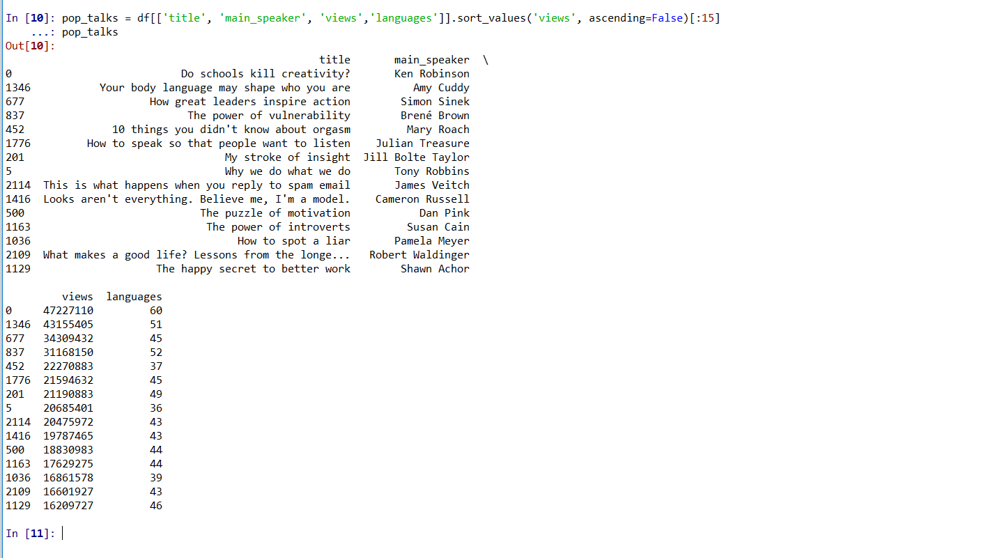 In [10]: pop_talks = df[['title', 'main_speaker', 'views','languages']].sort_values('views', ascending=False)[:15]
    ...: pop_talks
Out[10]:
                                                  title       main_speaker  \
0                            Do schools kill creativity?       Ken Robinson
1346           Your body language may shape who you are          Amy Cuddy
677                    How great leaders inspire action        Simon Sinek
837                          The power of vulnerability        Brené Brown
452              10 things you didn't know about orgasm         Mary Roach
1776         How to speak so that people want to listen    Julian Treasure
201                                My stroke of insight  Jill Bolte Taylor
5                                  Why we do what we do       Tony Robbins
2114  This is what happens when you reply to spam email       James Veitch
1416  Looks aren't everything. Believe me, I'm a model.    Cameron Russell
500                            The puzzle of motivation           Dan Pink
1163                            The power of introverts         Susan Cain
1036                                 How to spot a liar       Pamela Meyer
2109  What makes a good life? Lessons from the longe...   Robert Waldinger
1129                    The happy secret to better work        Shawn Achor
         views  languages
0     47227110         60
1346  43155405         51
677   34309432         45
837   31168150         52
452   22270883         37
1776  21594632         45
201   21190883         49
5     20685401         36
2114  20475972         43
1416  19787465         43
500   18830983         44
1163  17629275         44
1036  16861578         39
2109  16601927         43
1129  16209727         46
In [11]: